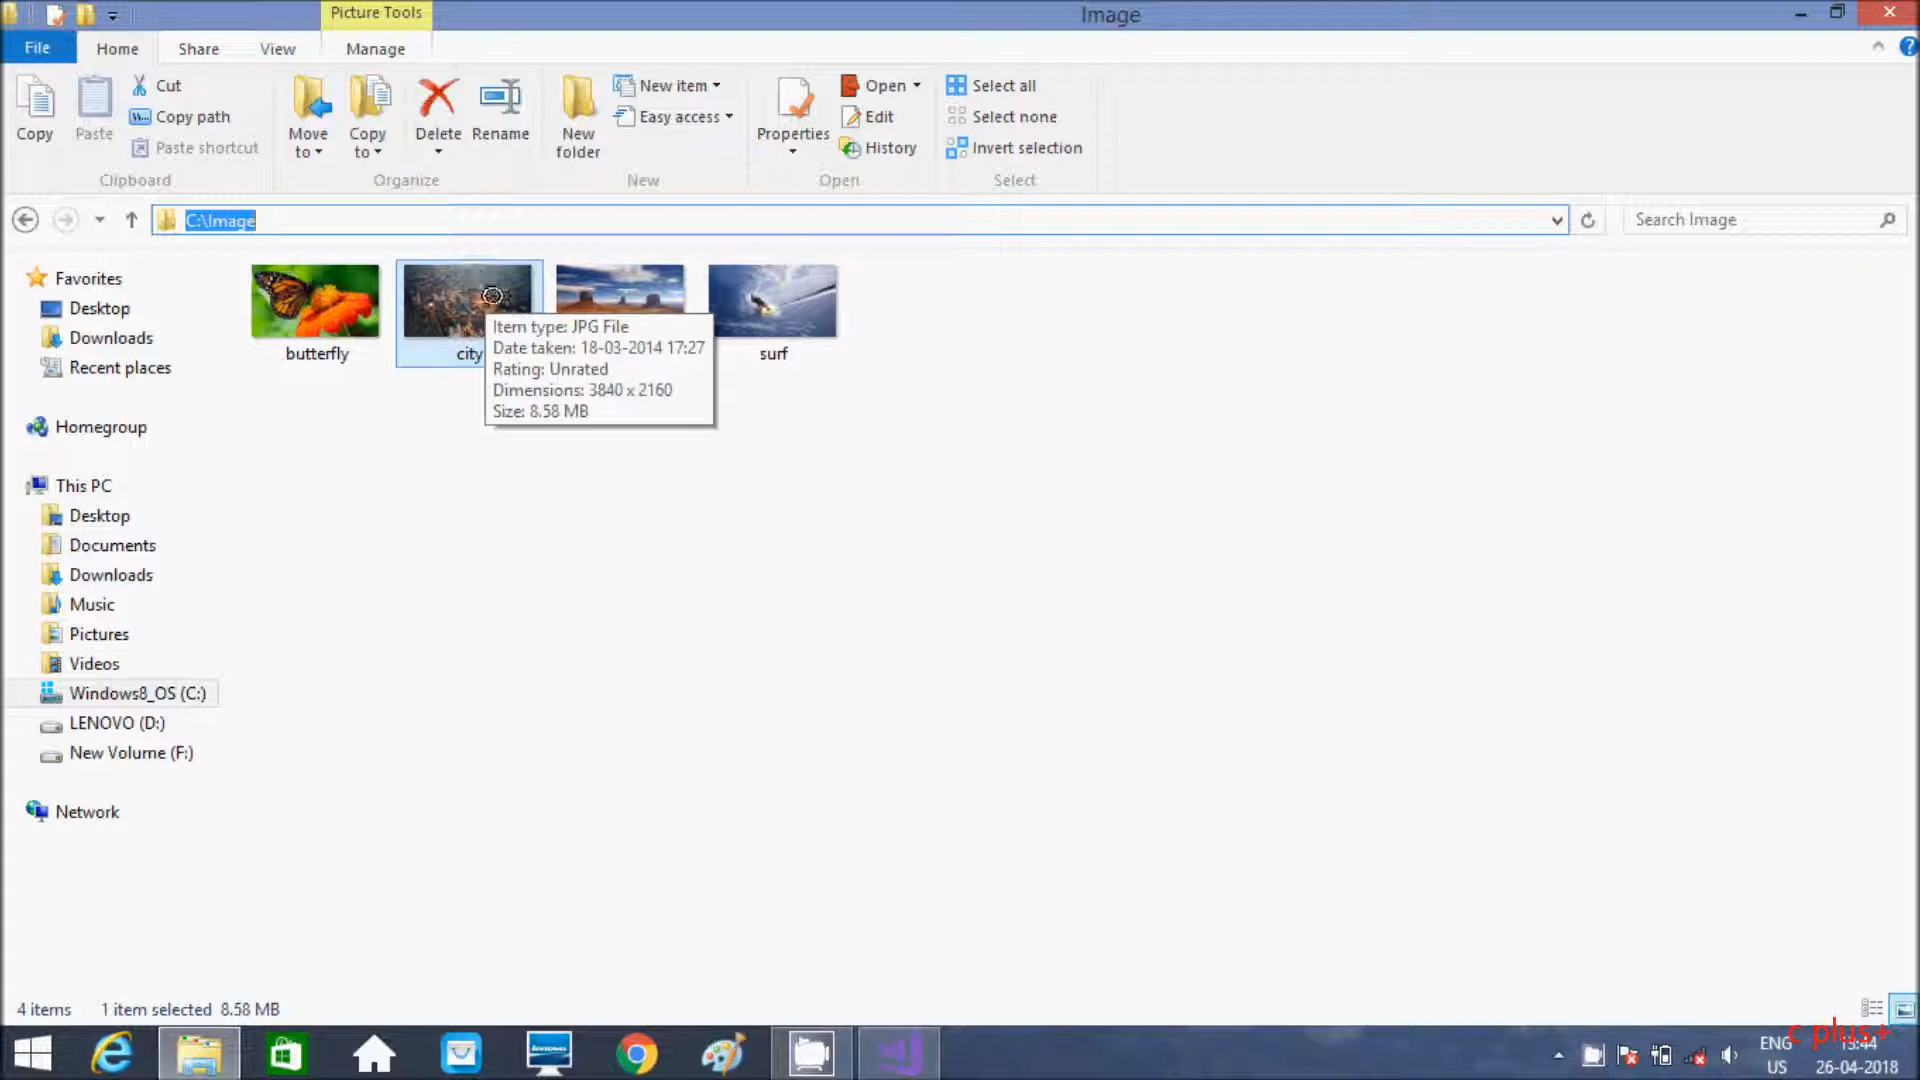 Picture Tools
Image
File
Home
Share
View
Manage
Copy
Paste
Cut
Copy path
Paste shortcut
Clipboard
Move to
Copy to
Delete
Rename
Organize
New folder
New item
Easy access
New
Properties
Open
Edit
History
Open
Select all
Select none
Invert selection
Select
C:\Image
Search Image
Favorites
Desktop
Downloads
Recent places
Homegroup
This PC
Desktop
Documents
Downloads
Music
Pictures
Videos
Windows8_OS (C:)
LENOVO (D:)
New Volume (F:)
Network
butterfly
city
surf
Item type: JPG File
Date taken: 18-03-2014 17:27
Rating: Unrated
Dimensions: 3840 x 2160
Size: 8.58 MB
4 items
1 item selected 8.58 MB
c plus+
ENG
US
13:44
26-04-2018